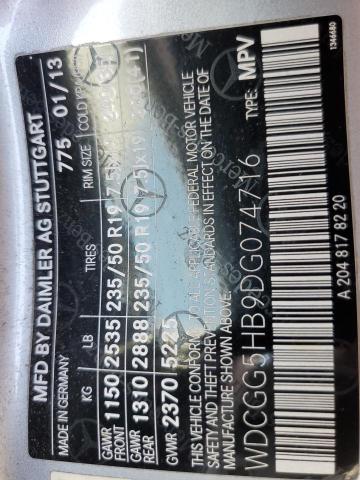 MFD BY DAIMLER AG STUTTGART
MADE IN GERMANY 775 01/13
KG LB TIRES RIM SIZE COLD
GAWR FRONT 1150 2535 235/50 R19
GAWR REAR 1310 2888 235/50 R19
GVWR 2370 5225
THIS VEHICLE CONFORMS TO ALL APPLICABLE FEDERAL MOTOR VEHICLE
SAFETY AND THEFT PREVENTION STANDARDS IN EFFECT ON THE DATE OF
MANUFACTURE SHOWN ABOVE.
WDCGG5HB9DG074716 TYPE: MPV
A 204 817 82 20
1346680